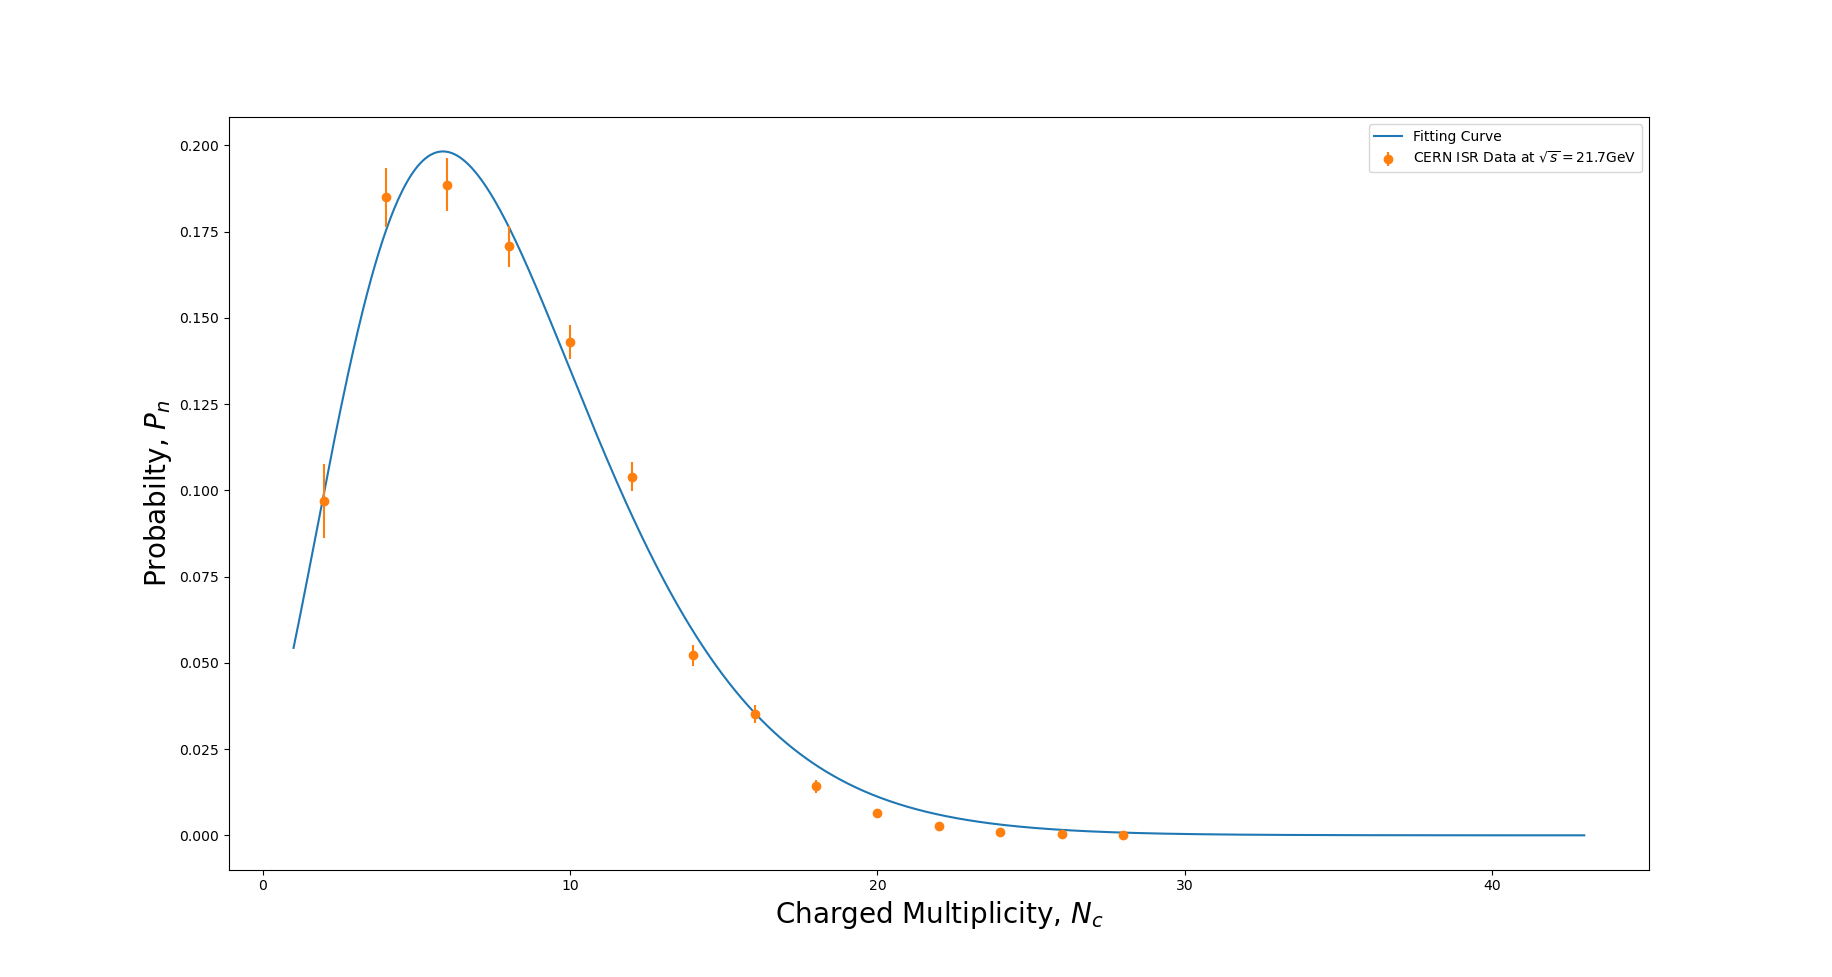 Fitting Curve
CERN ISR Data at √s = 21.7GeV
0.200
0.175
0.150
0.125
0.100
0.075
0.050
0.025
0.000
Probabilty, Pₙ
0 10 20 30 40
Charged Multiplicity, N_c